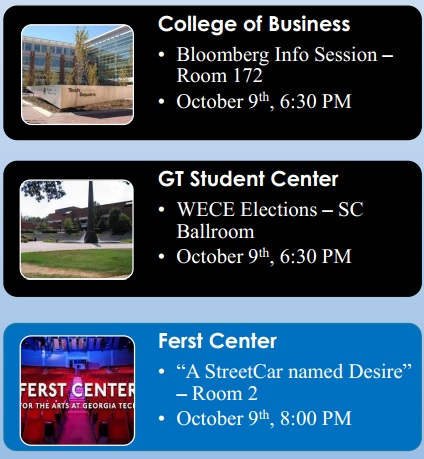 College of Business
• Bloomberg Info Session –
Room 172
• October 9th, 6:30 PM
Tech
Square
GT Student Center
• WECE Elections – SC
Ballroom
• October 9th, 6:30 PM
Ferst Center
• “A StreetCar named Desire”
– Room 2
• October 9th, 8:00 PM
FERST CENTER
FOR THE ARTS AT GEORGIA TECH